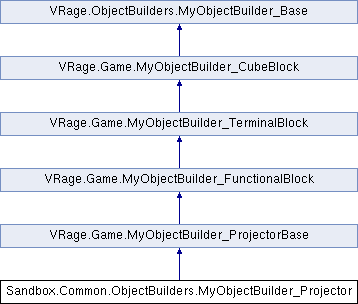 VRage.ObjectBuilders.MyObjectBuilder_Base
VRage.Game.MyObjectBuilder_CubeBlock
VRage.Game.MyObjectBuilder_TerminalBlock
VRage.Game.MyObjectBuilder_FunctionalBlock
VRage.Game.MyObjectBuilder_ProjectorBase
Sandbox.Common.ObjectBuilders.MyObjectBuilder_Projector